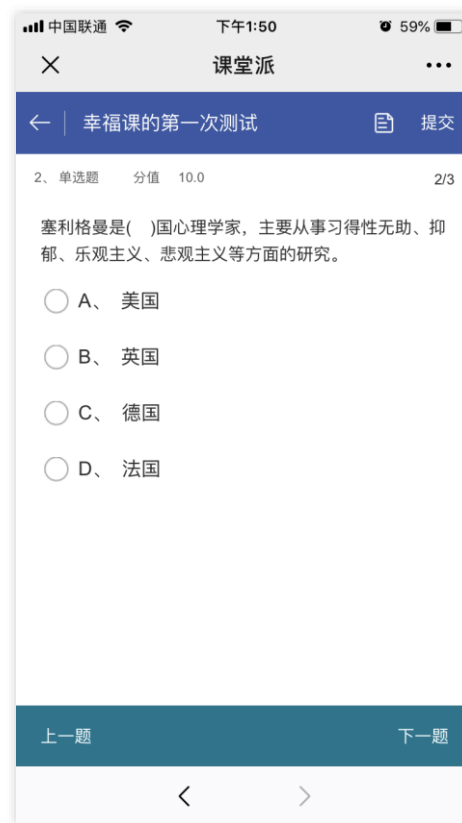 中国联通 下午1:50 59%
课堂派
幸福课的第一次测试 提交
2、 单选题 分值 10.0 2/3
塞利格曼是( )国心理学家，主要从事习得性无助、抑
郁、乐观主义、悲观主义等方面的研究。
A、 美国
B、 英国
C、 德国
D、 法国
上一题 下一题